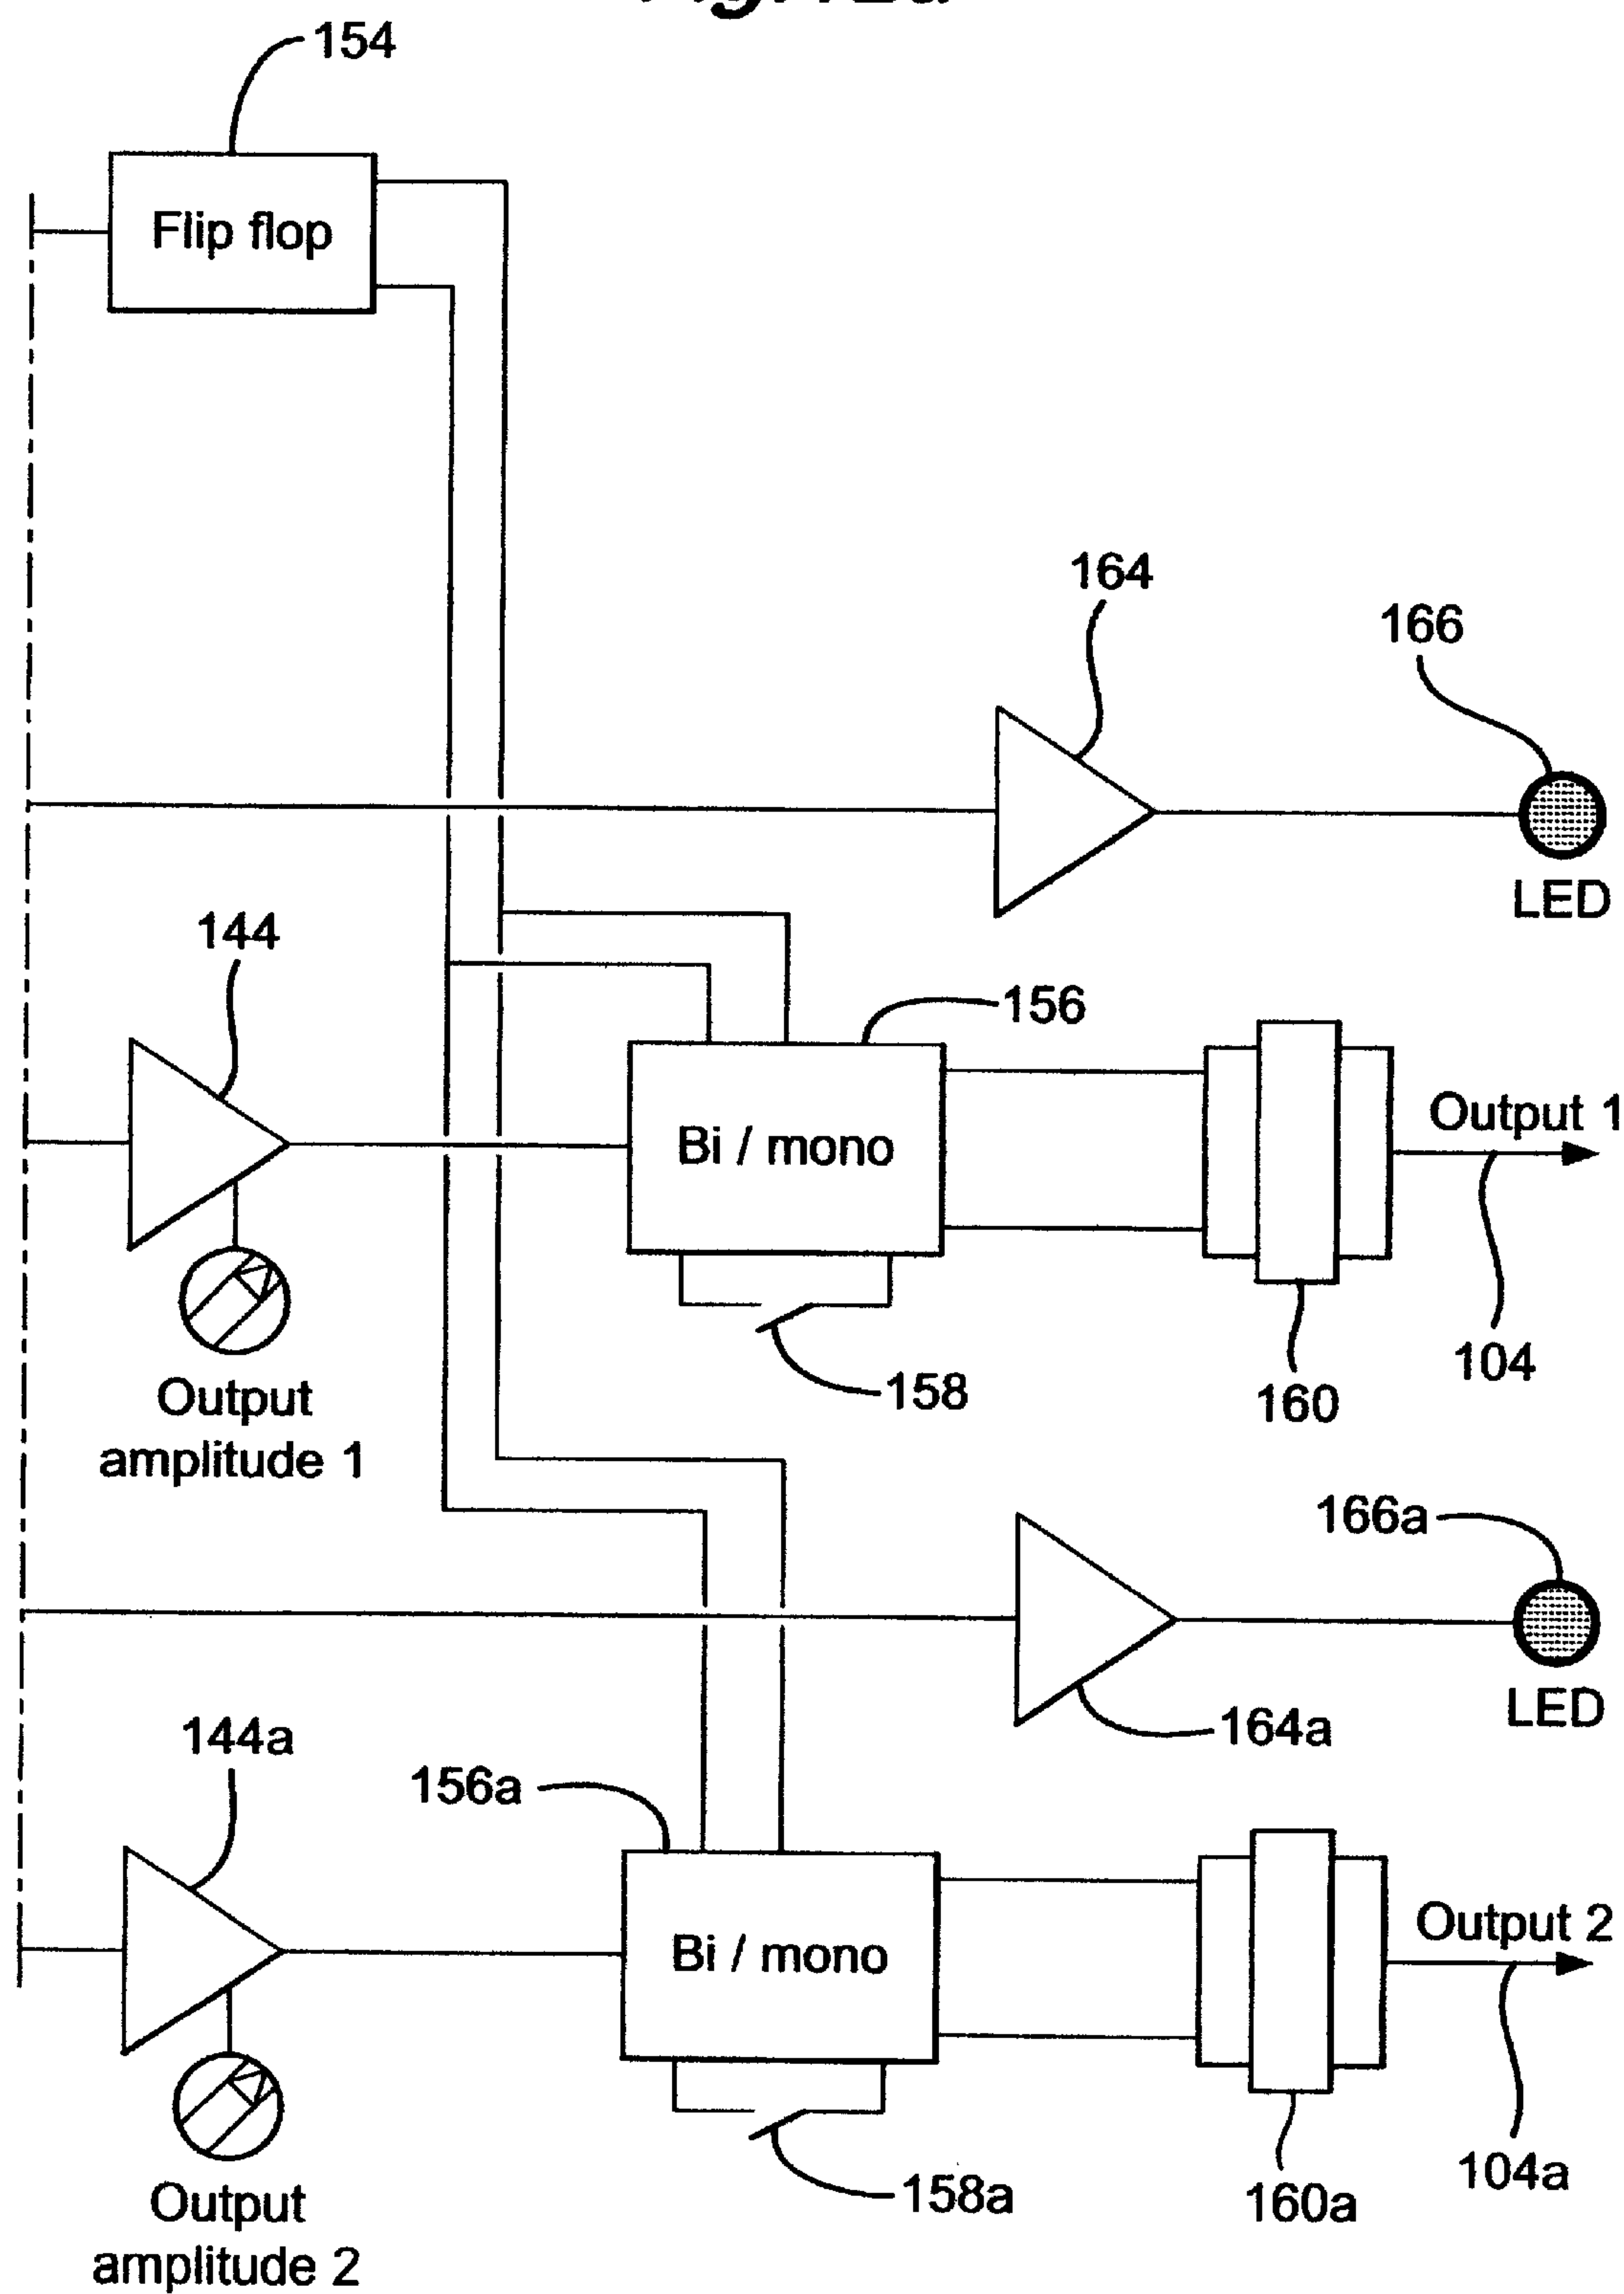 154
Flip flop
164
166
LED
144
156
Bi / mono
Output 1
104
160
158
Output
amplitude 1
166a
LED
164a
144a
156a
Bi / mono
Output 2
104a
160a
158a
Output
amplitude 2